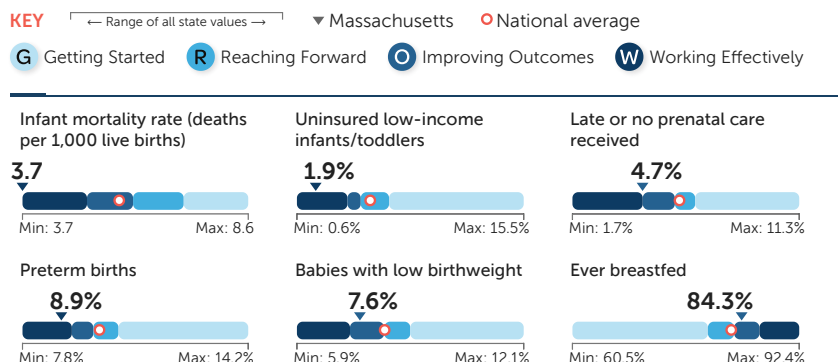 KEY ← Range of all state values → Massachusetts National average
G Getting Started R Reaching Forward O Improving Outcomes W Working Effectively
Infant mortality rate (deaths
per 1,000 live births)
3.7
Min: 3.7 Max: 8.6
Uninsured low-income
infants/toddlers
1.9%
Min: 0.6% Max: 15.5%
Late or no prenatal care
received
4.7%
Min: 1.7% Max: 11.3%
Preterm births
8.9%
Min: 7.8% Max: 14.2%
Babies with low birthweight
7.6%
Min: 5.9% Max: 12.1%
Ever breastfed
84.3%
Min: 60.5% Max: 92.4%